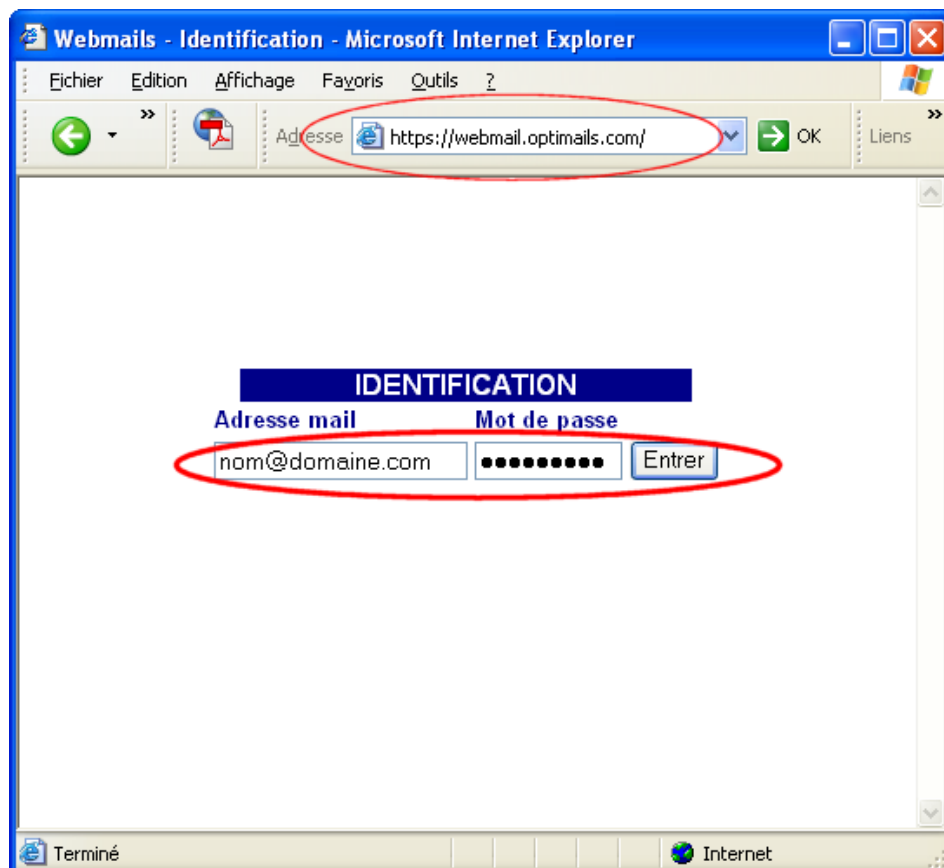 Webmails - Identification - Microsoft Internet Explorer
Fichier Edition Affichage Favoris Outils ?
» Adresse https://webmail.optimails.com/ OK Liens »
IDENTIFICATION
Adresse mail Mot de passe
nom@domaine.com ●●●●●●●●● Entrer
Terminé Internet